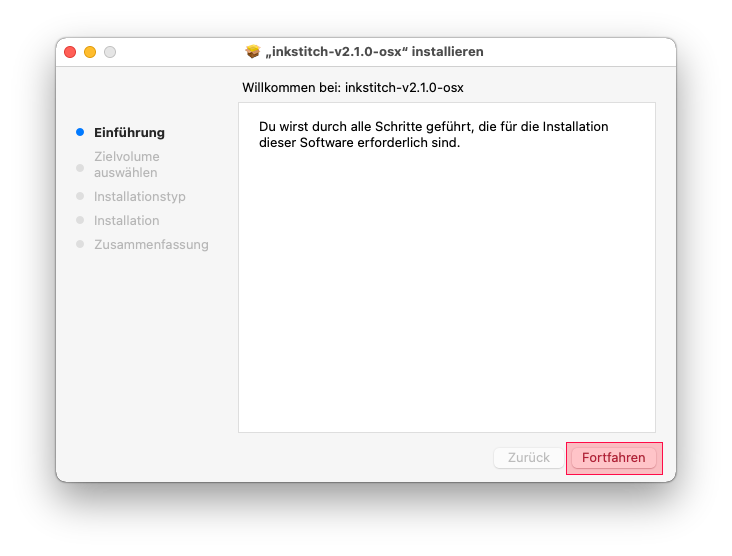 „inkstitch-v2.1.0-osx“ installieren
Willkommen bei: inkstitch-v2.1.0-osx
Einführung
Zielvolume
auswählen
Installationstyp
Installation
Zusammenfassung
Du wirst durch alle Schritte geführt, die für die Installation
dieser Software erforderlich sind.
Zurück
Fortfahren